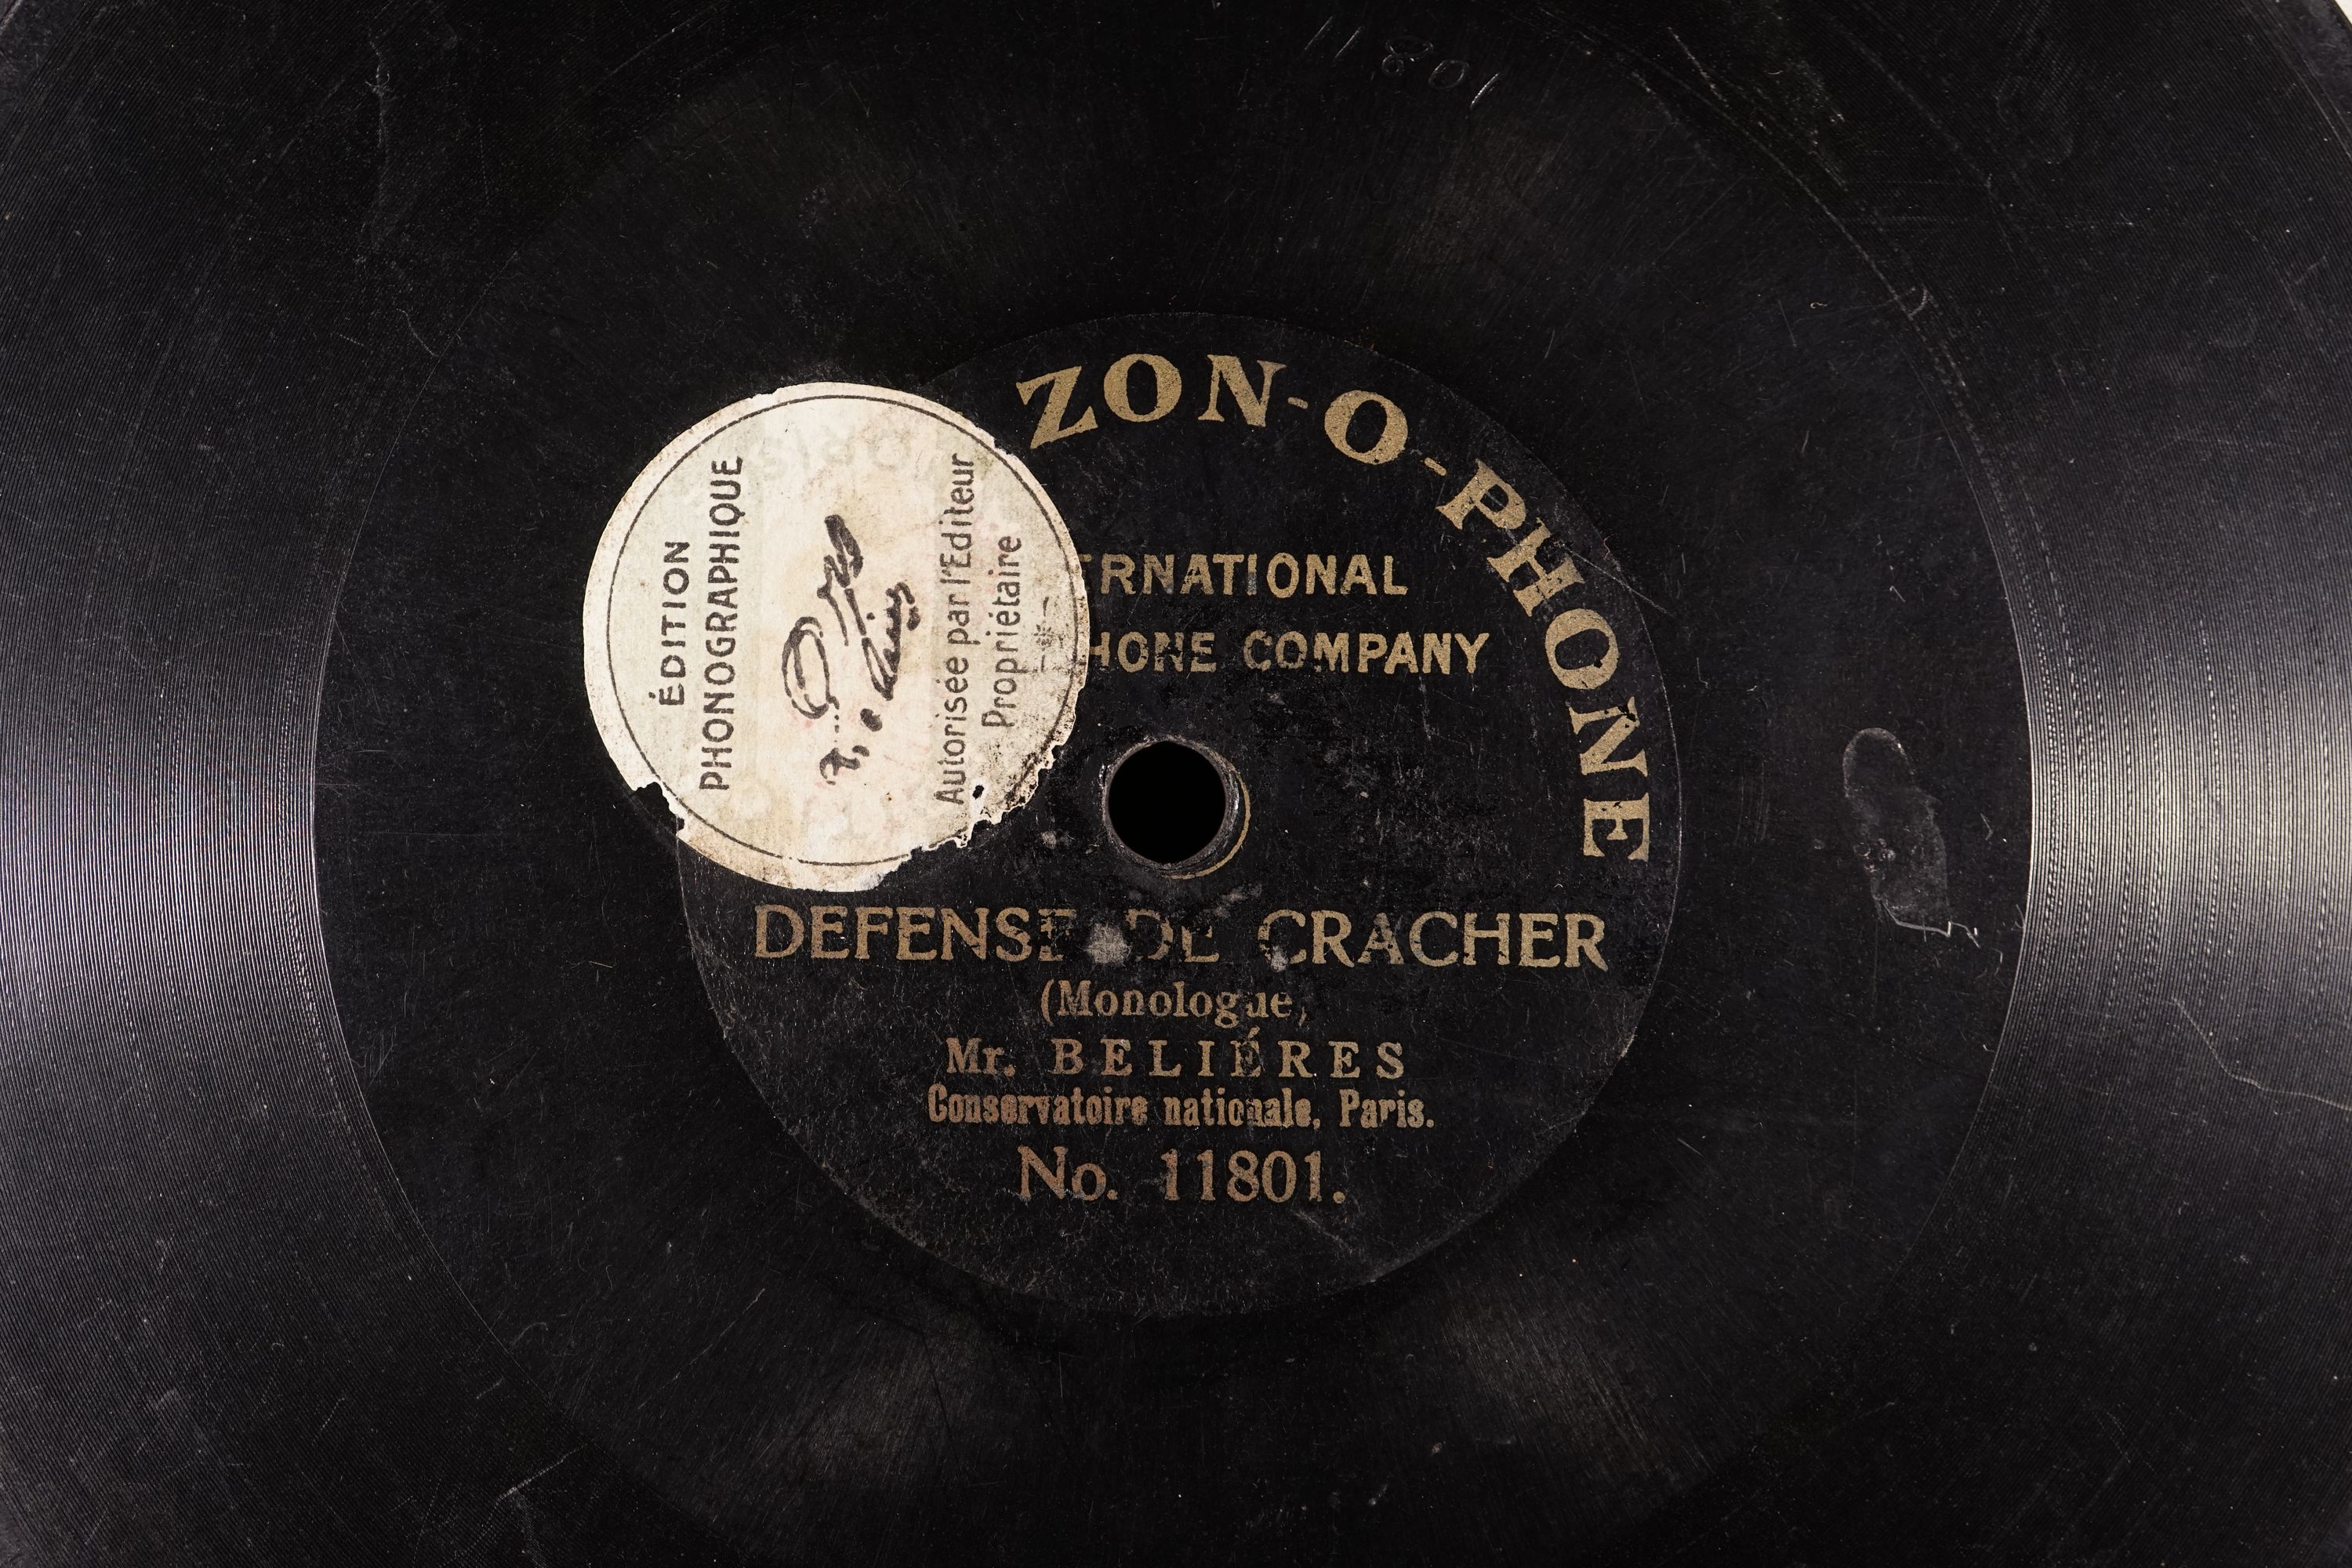 11801
ZON-O-PHONE
ERNATIONAL
HONE COMPANY
ÉDITION
PHONOGRAPHIQUE
Autorisée par l'Editeur
Propriétaire
DEFENSE DE CRACHER
(Monologue,
Mr. BELIÉRES
Conservatoire nationale, Paris.
No. 11801.